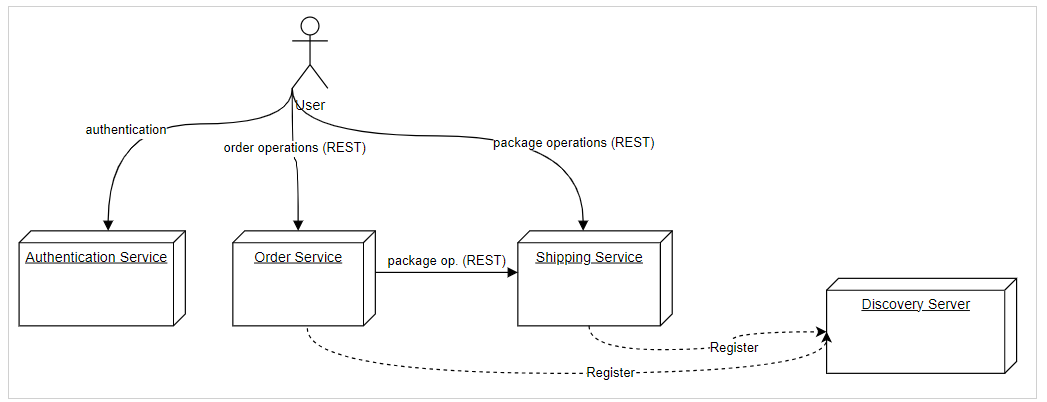 User
authentication
order operations (REST)
package operations (REST)
Authentication Service
Order Service
package op. (REST)
Shipping Service
Discovery Server
Register
Register